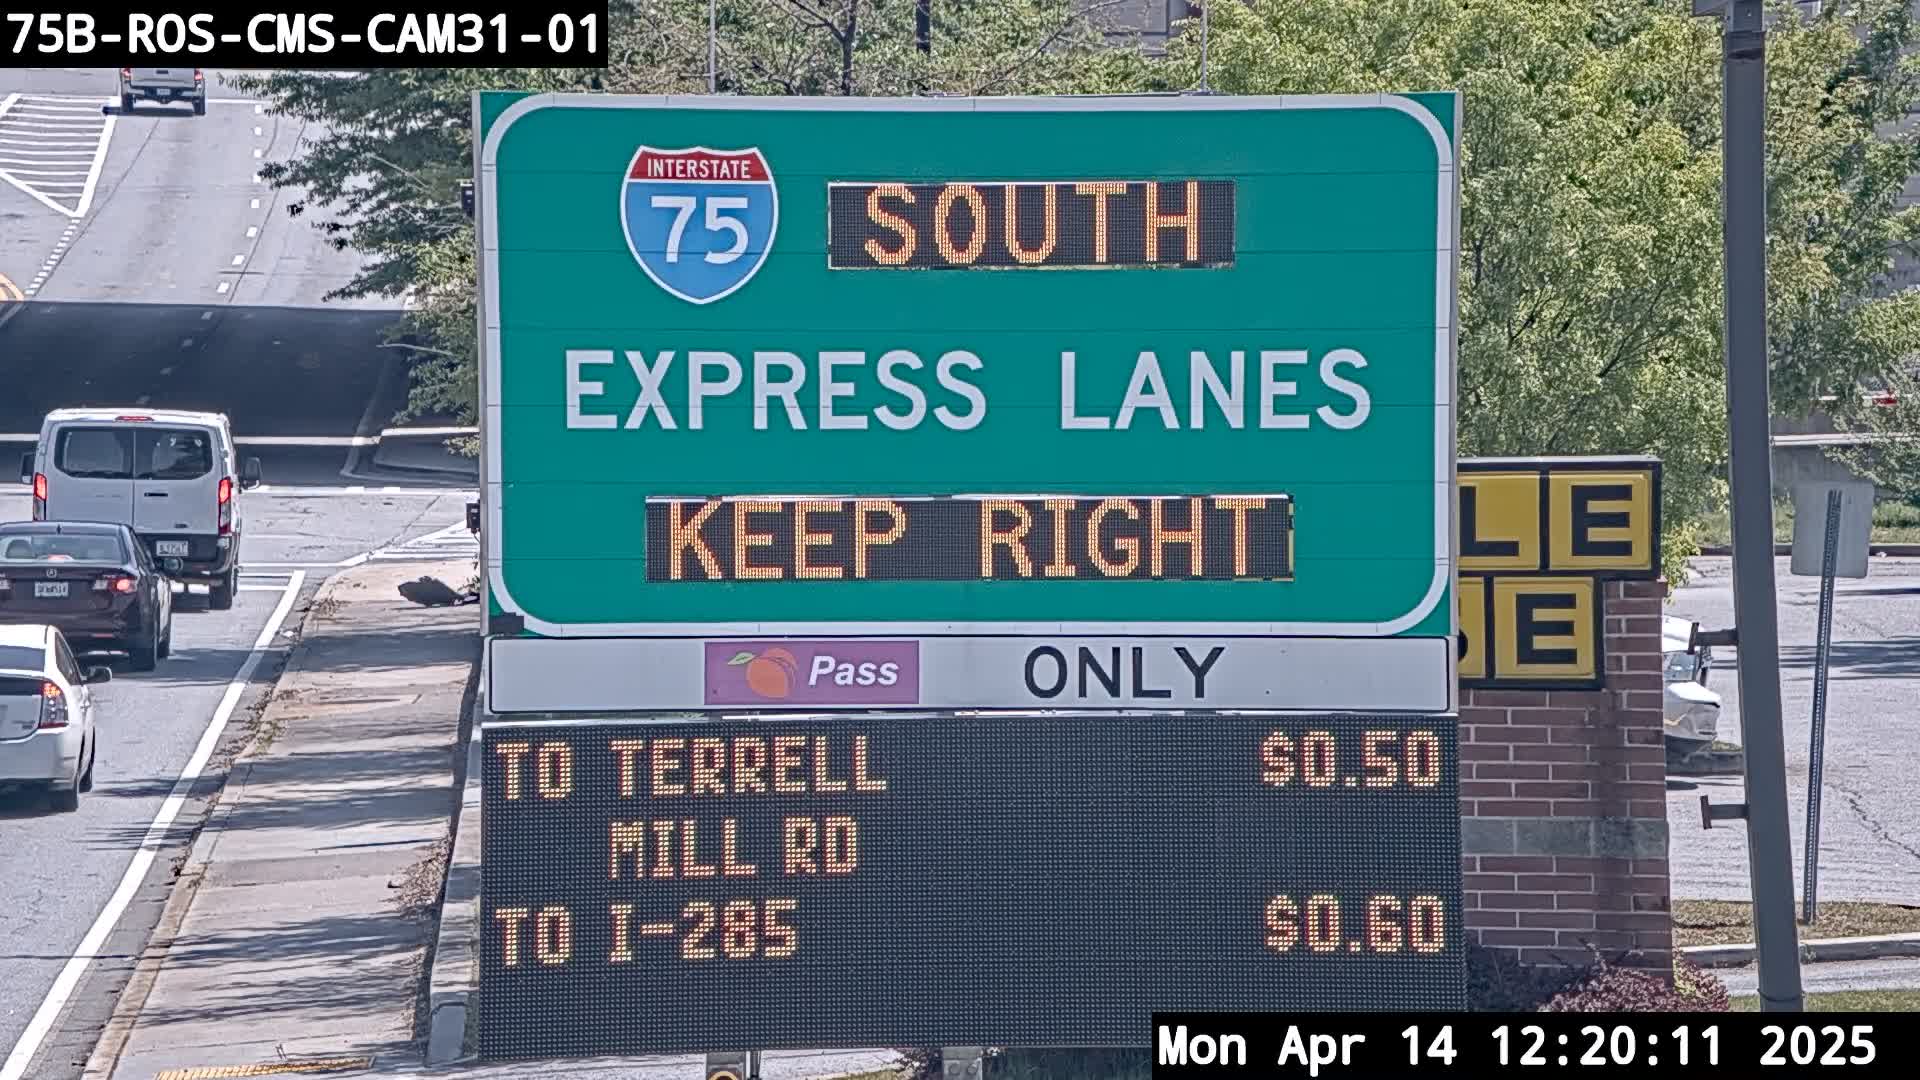 75B-ROS-CMS-CAM31-01
INTERSTATE
75
SOUTH
EXPRESS LANES
KEEP RIGHT
Pass ONLY
TO TERRELL $0.50
MILL RD
TO I-285 $0.60
LE
E
Mon Apr 14 12:20:11 2025